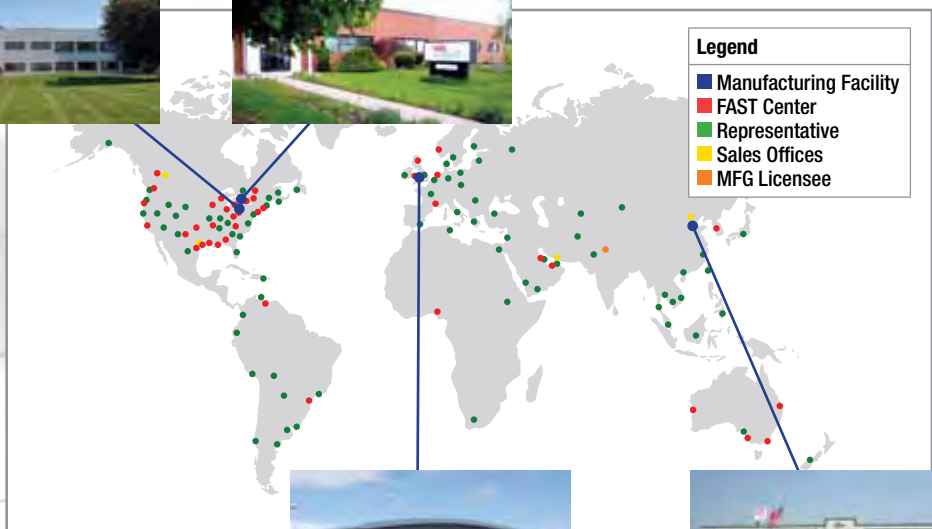 Legend
Manufacturing Facility
FAST Center
Representative
Sales Offices
MFG Licensee